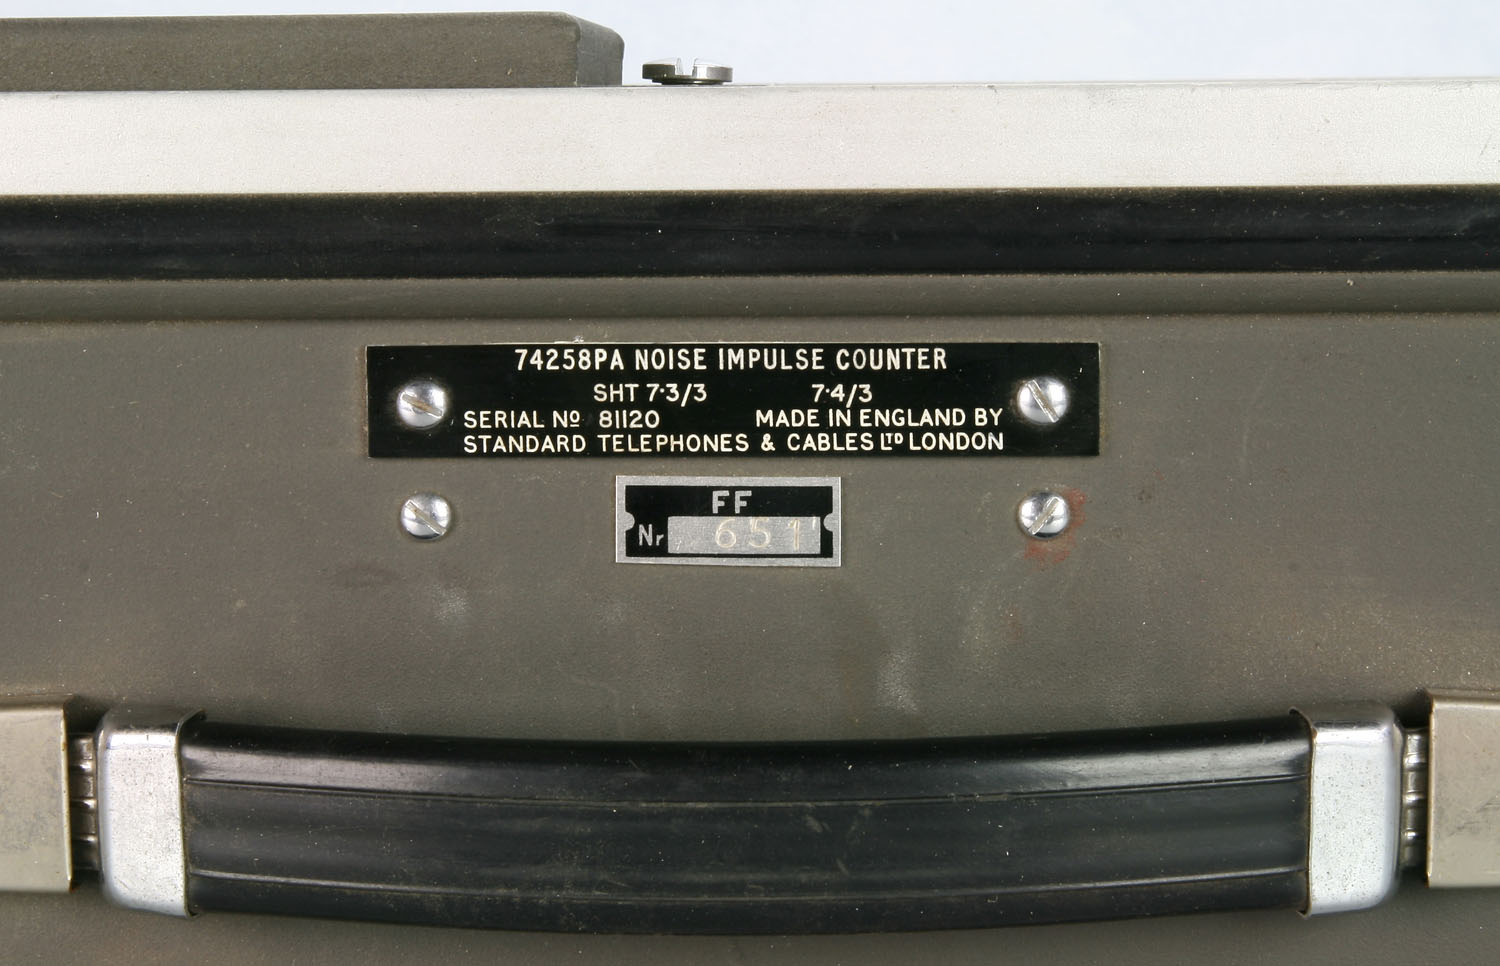 74258PA NOISE IMPULSE COUNTER
SHT 7·3/3 7·4/3
SERIAL Nº 81120 MADE IN ENGLAND BY
STANDARD TELEPHONES & CABLES LTD LONDON
FF
Nr 651